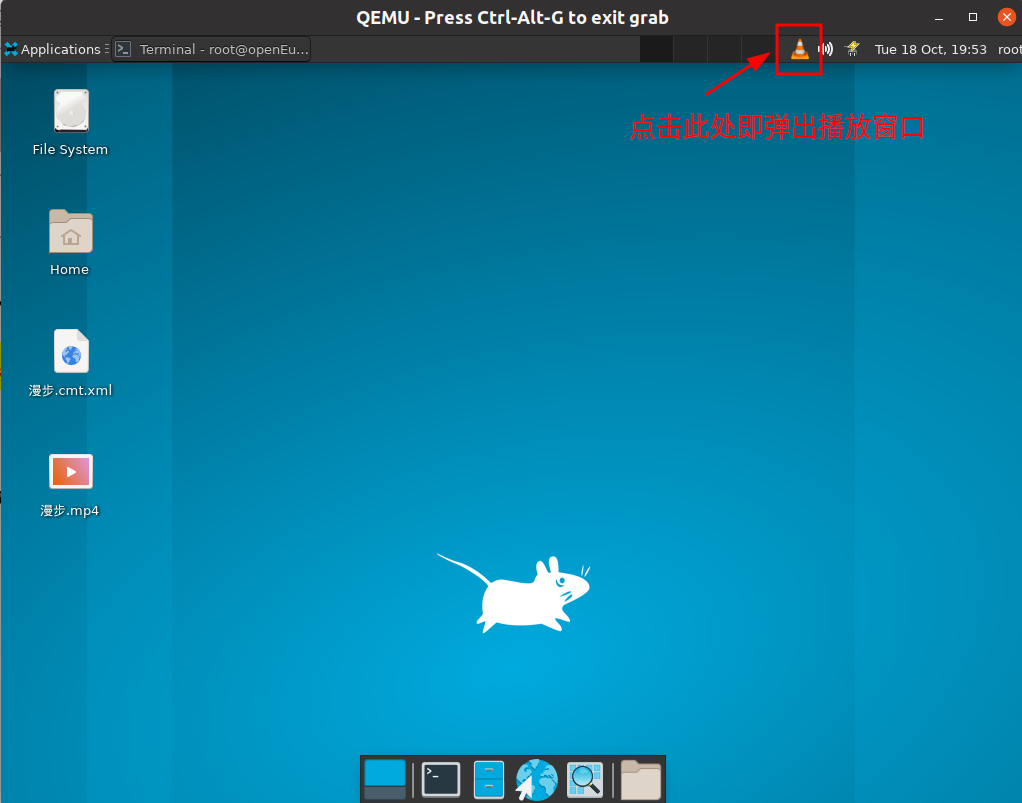 QEMU - Press Ctrl-Alt-G to exit grab
Applications
Terminal - root@openEu...
Tue 18 Oct, 19:53
root
点击此处即弹出播放窗口
File System
Home
漫步.cmt.xml
漫步.mp4